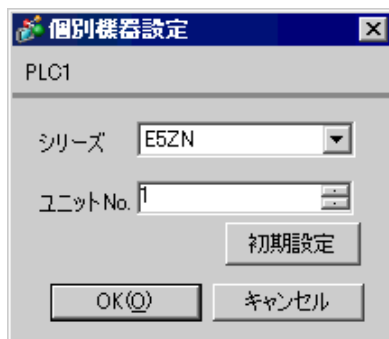 個別機器設定
PLC1
シリーズ E5ZN
ユニットNo. 1
初期設定
OK(O) キャンセル